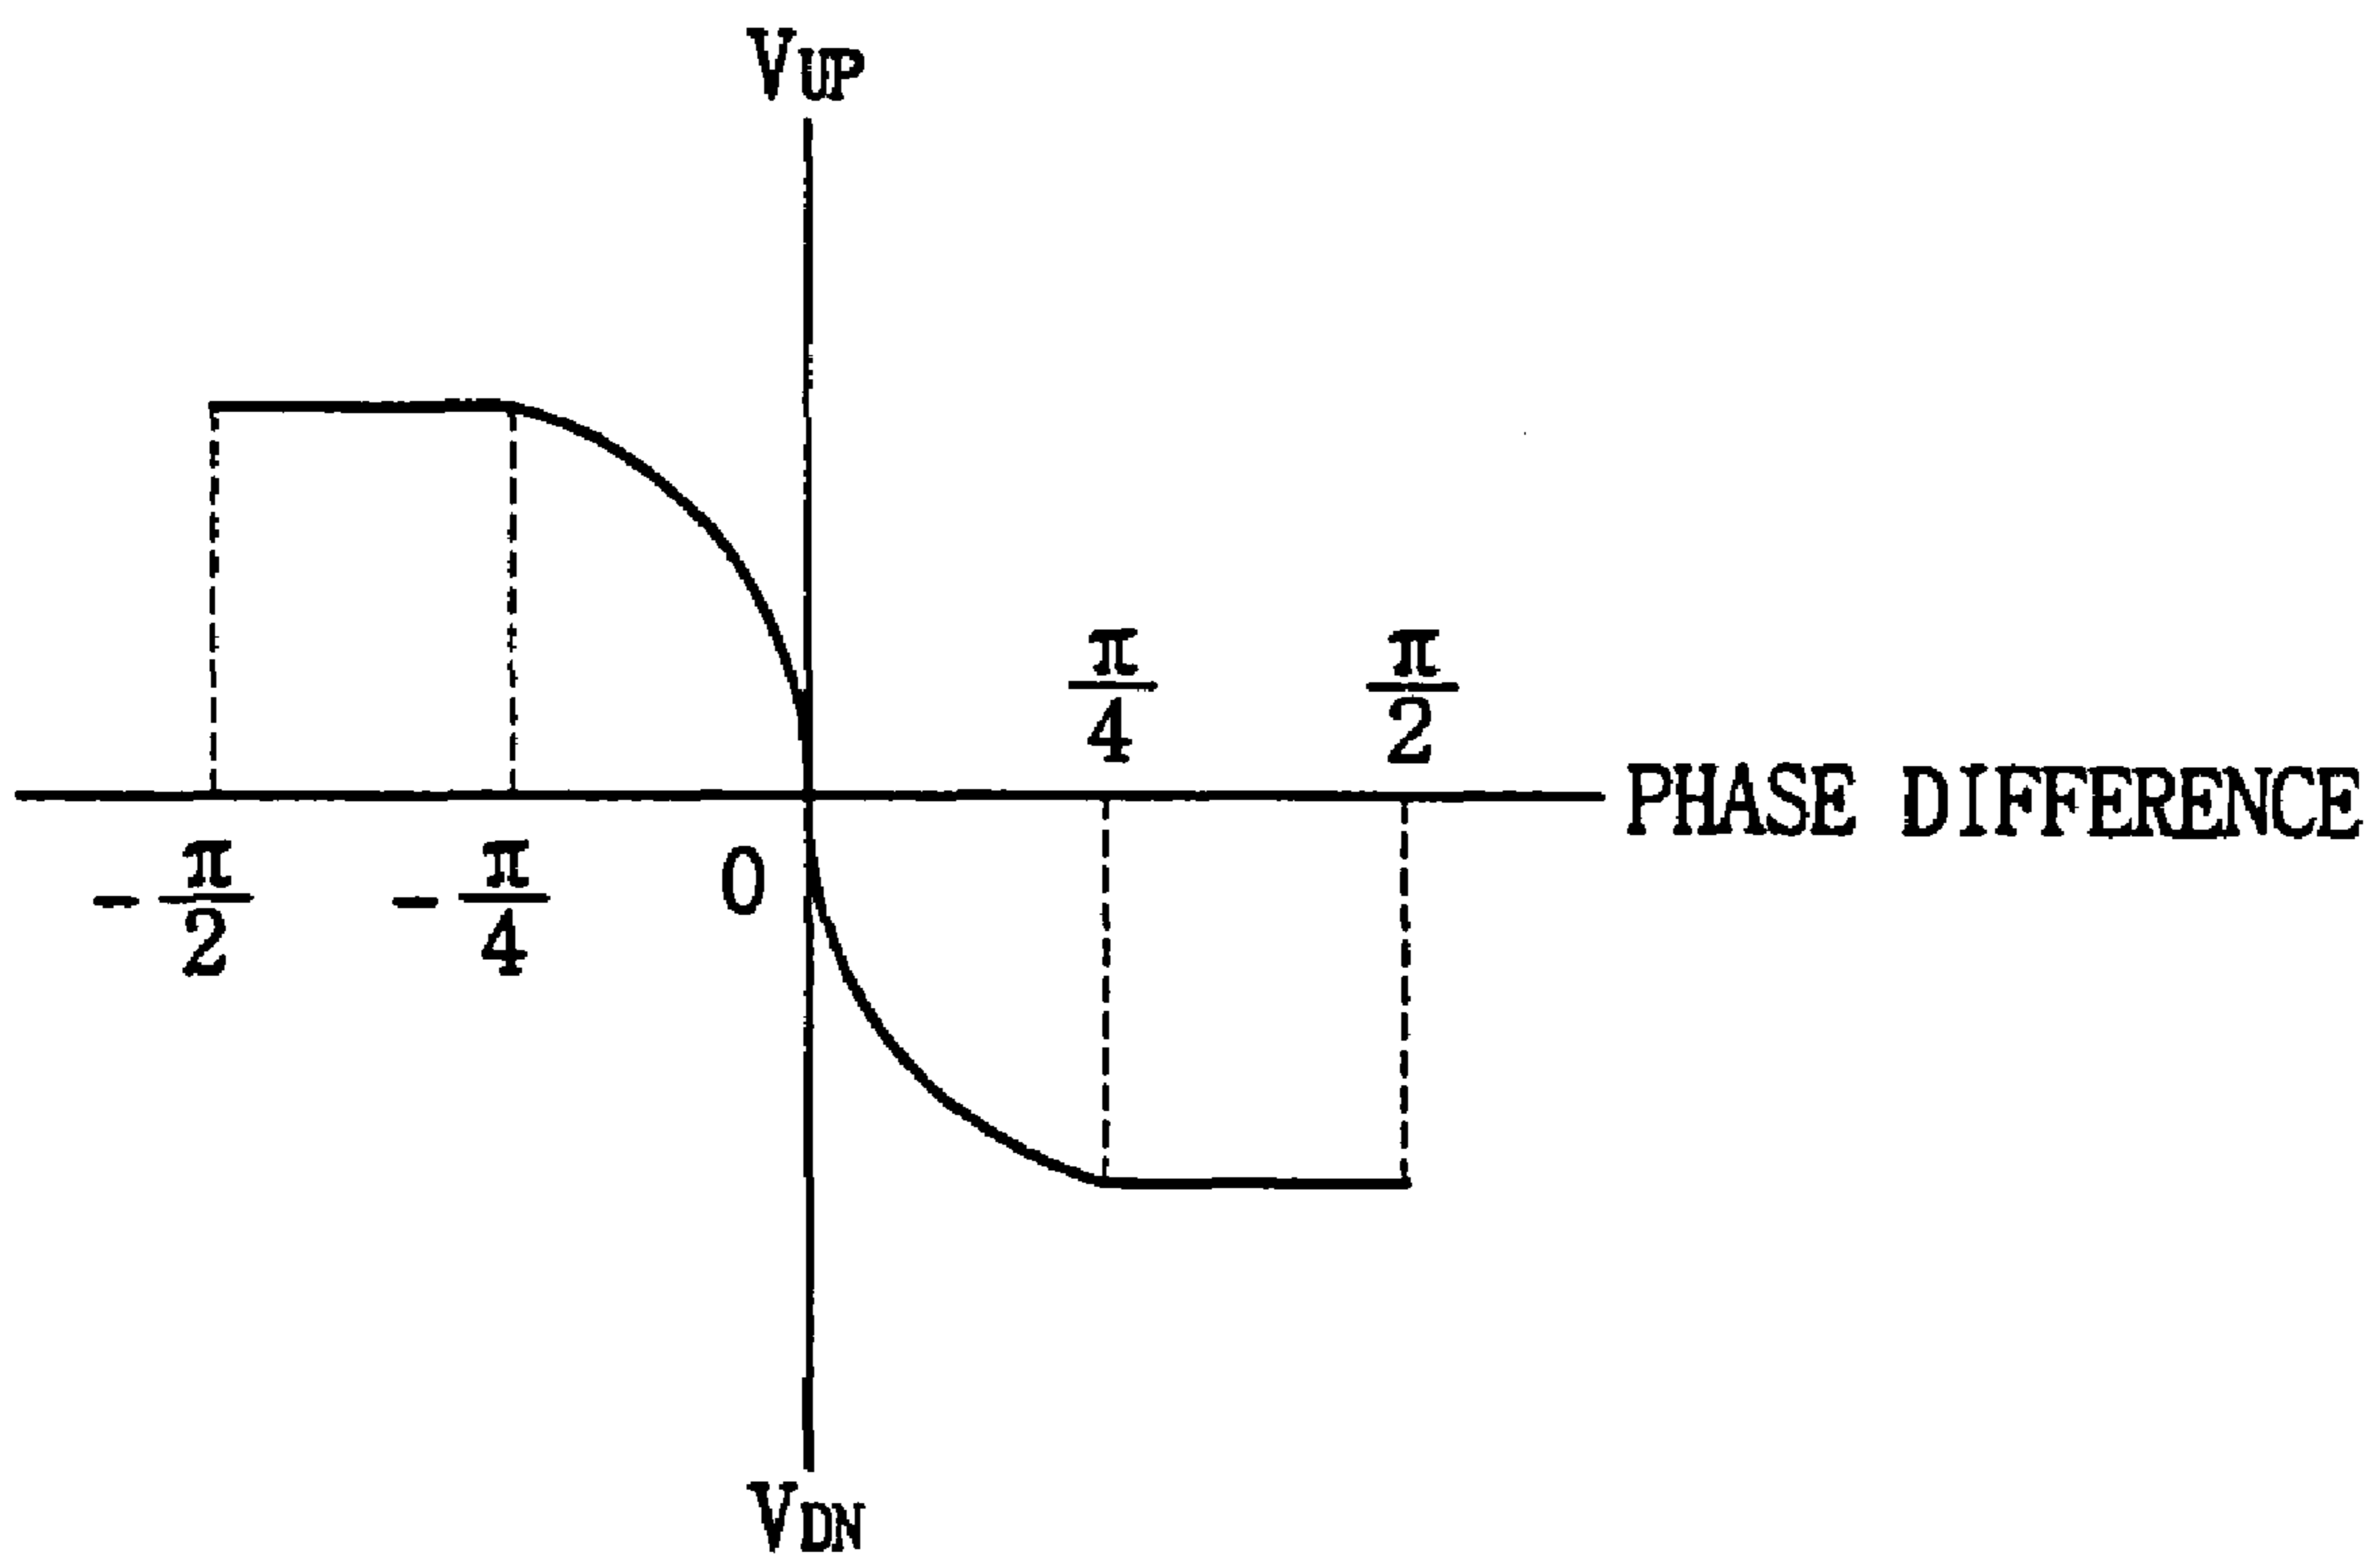 VUP
π/4 π/2
PHASE DIFFERENCE
-π/2 -π/4 0
VDN